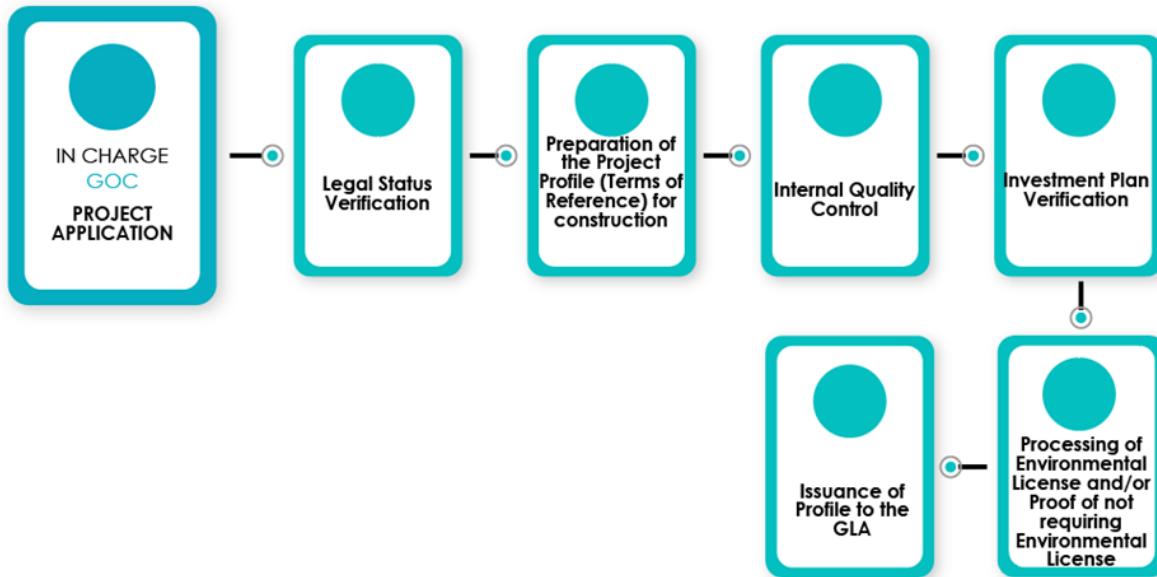 IN CHARGE
GOC
PROJECT
APPLICATION
Legal Status
Verification
Preparation of
the Project
Profile (Terms of
Reference) for
construction
Internal Quality
Control
Investment Plan
Verification
Processing of
Environmental
License and/or
Proof of not
requiring
Environmental
License
Issuance of
Profile to the
GLA